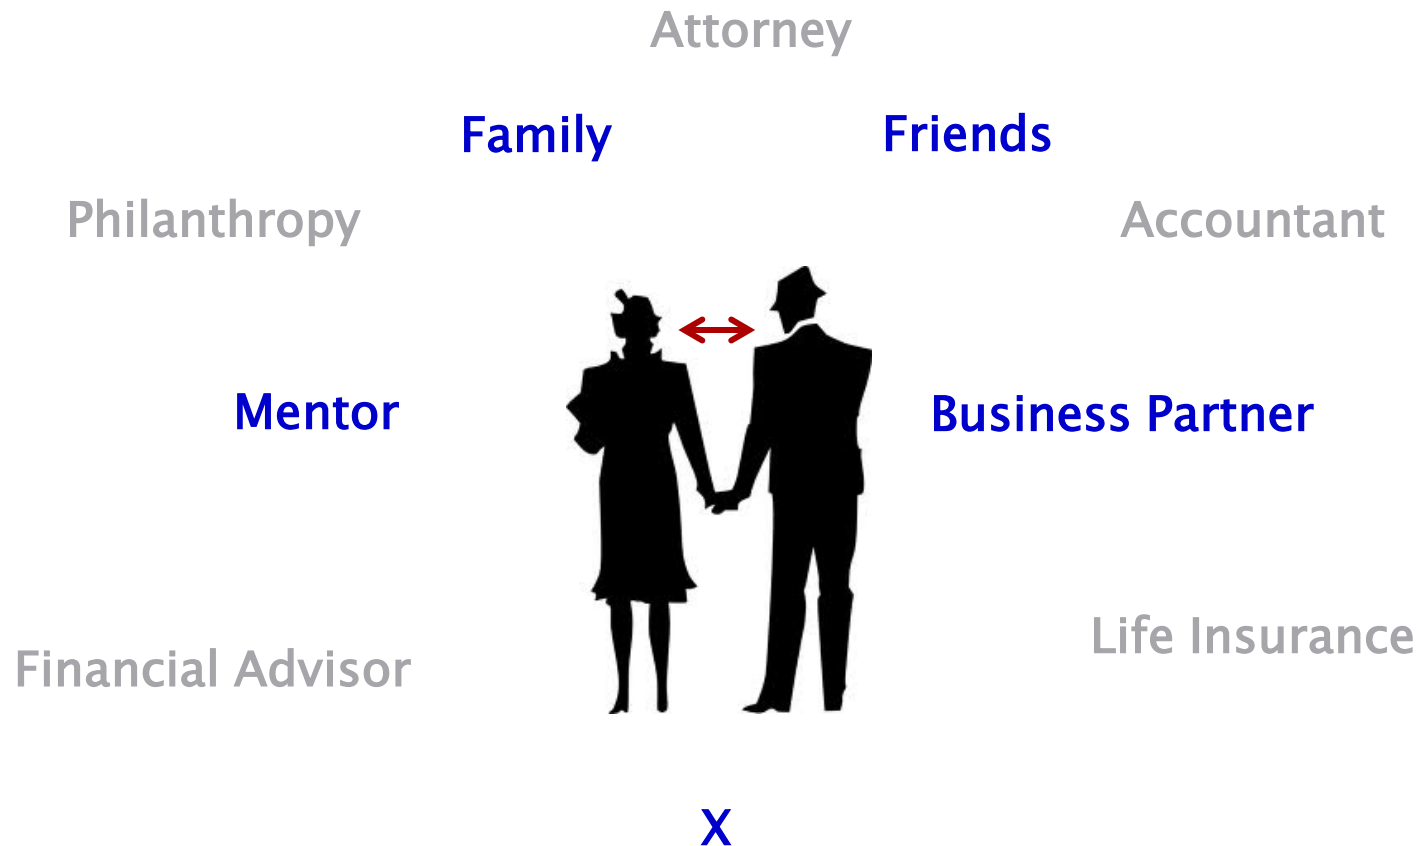 Attorney
Family
Friends
Philanthropy
Accountant
Mentor
Business Partner
Life Insurance
Financial Advisor
X